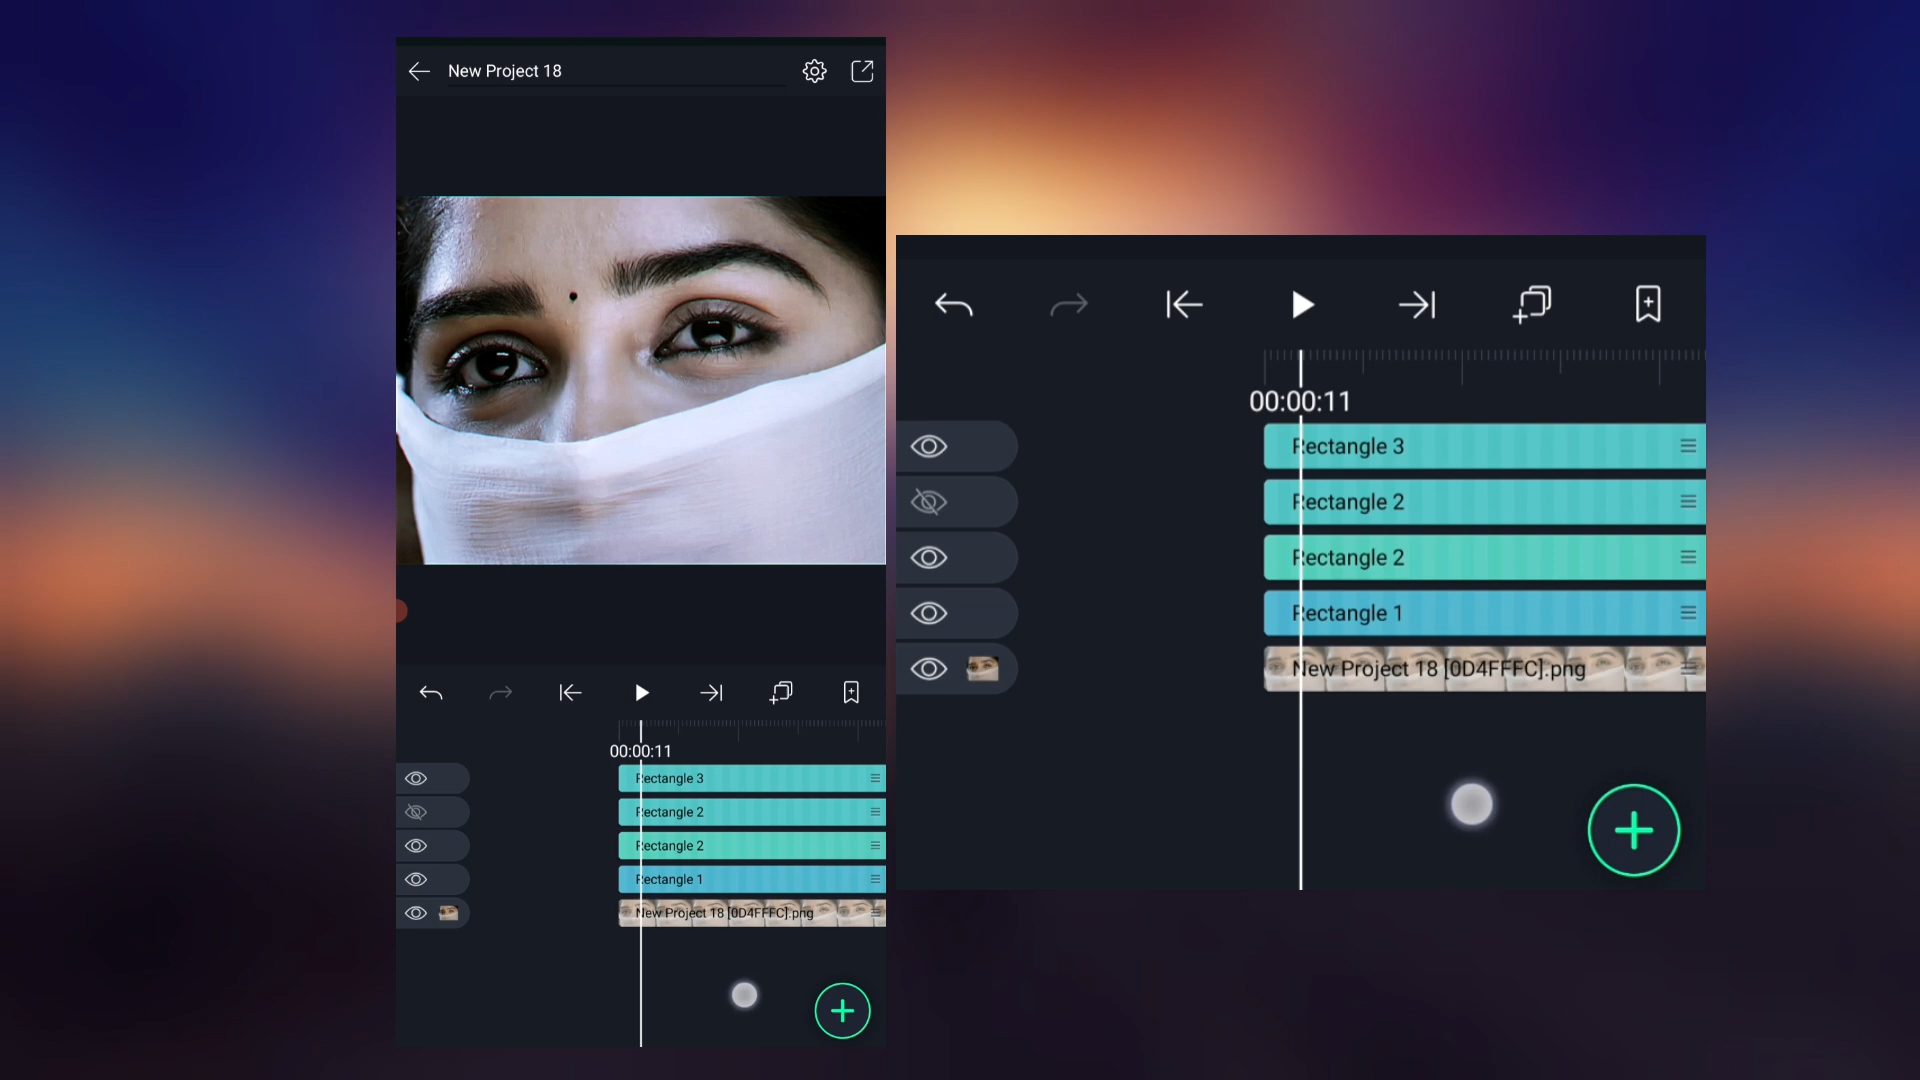 New Project 18
00:00:11
Rectangle 3
Rectangle 2
Rectangle 2
Rectangle 1
New Project 18 [0D4FFFC].png
00:00:11
Rectangle 3
Rectangle 2
Rectangle 2
Rectangle 1
New Project 18 [0D4FFFC].png